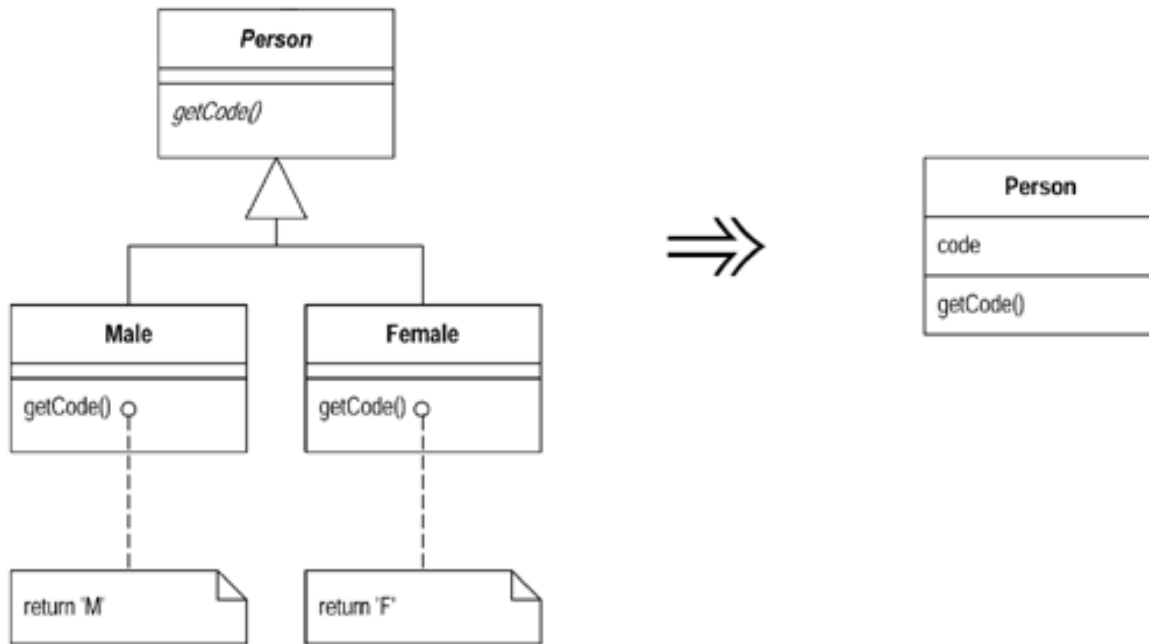 Person
getCode()
Male
getCode()
return 'M'
Female
getCode()
return 'F'
Person
code
getCode()